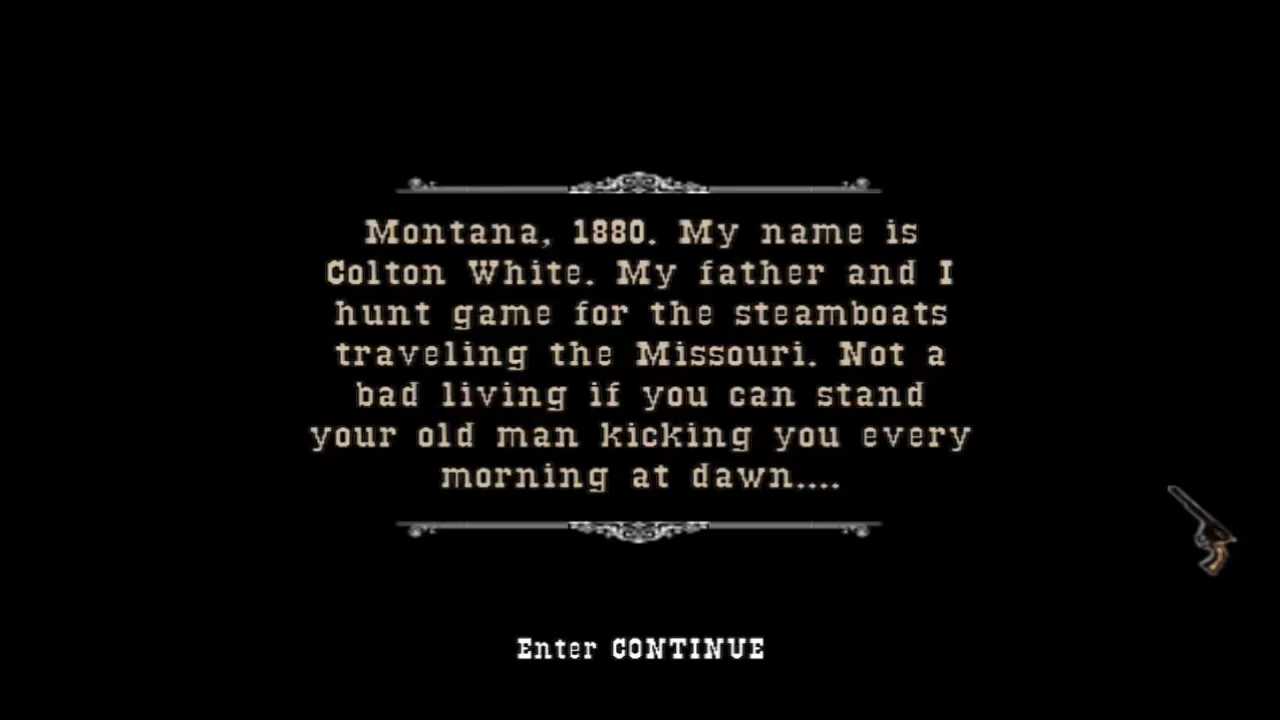 Montana, 1880. My name is
Colton White. My father and I
hunt game for the steamboats
traveling the Missouri. Not a
bad living if you can stand
your old man kicking you every
morning at dawn....
Enter CONTINUE